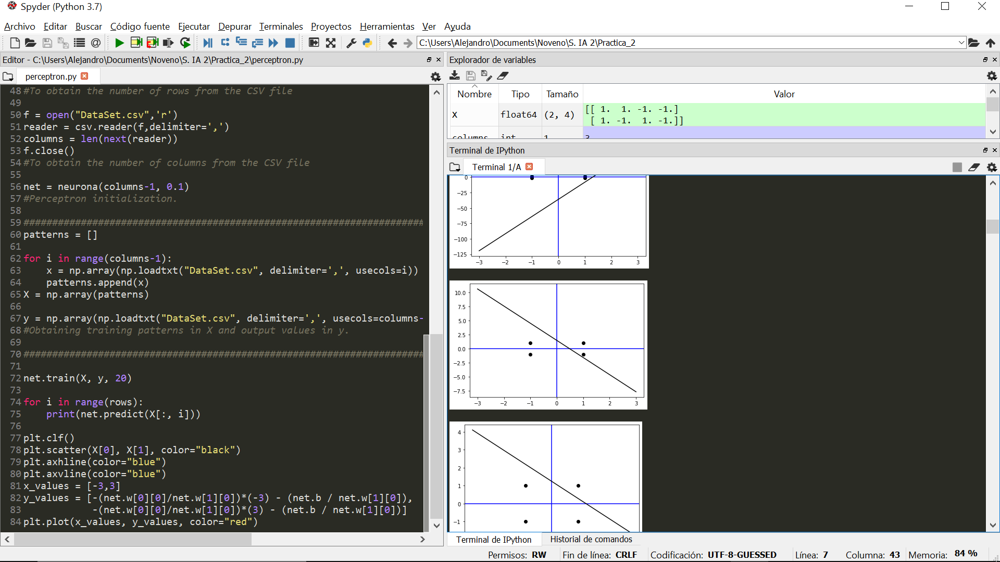 Spyder (Python 3.7)
Archivo Editar Buscar Código fuente Ejecutar Depurar Terminales Proyectos Herramientas Ver Ayuda
C:\Users\Alejandro\Documents\Noveno\S. IA 2\Practica_2
Editor - C:\Users\Alejandro\Documents\Noveno\S. IA 2\Practica_2\perceptron.py
perceptron.py
48 #To obtain the number of rows from the CSV file
49
50 f = open("DataSet.csv",'r')
51 reader = csv.reader(f,delimiter=',')
52 columns = len(next(reader))
53 f.close()
54 #To obtain the number of columns from the CSV file
55
56 net = neurona(columns-1, 0.1)
57 #Perceptron initialization.
58
59 ######################################################################
60 patterns = []
61
62 for i in range(columns-1):
63     x = np.array(np.loadtxt("DataSet.csv", delimiter=',', usecols=i))
64     patterns.append(x)
65 X = np.array(patterns)
66
67 y = np.array(np.loadtxt("DataSet.csv", delimiter=',', usecols=columns-
68 #Obtaining training patterns in X and output values in y.
69
70 ######################################################################
71
72 net.train(X, y, 20)
73
74 for i in range(rows):
75     print(net.predict(X[:, i]))
76
77 plt.clf()
78 plt.scatter(X[0], X[1], color="black")
79 plt.axhline(color="blue")
80 plt.axvline(color="blue")
81 x_values = [-3,3]
82 y_values = [-(net.w[0][0]/net.w[1][0])*(-3) - (net.b / net.w[1][0]),
83             -(net.w[0][0]/net.w[1][0])*(3) - (net.b / net.w[1][0])]
84 plt.plot(x_values, y_values, color="red")
Explorador de variables
Nombre Tipo Tamaño Valor
X float64 (2, 4) [[ 1.  1. -1. -1.]
[ 1. -1.  1. -1.]]
columns int 1 3
Terminal de IPython
Terminal 1/A
0
−25
−50
−75
−100
−125
−3 −2 −1 0 1 2 3
10.0
7.5
5.0
2.5
0.0
−2.5
−5.0
−7.5
−3 −2 −1 0 1 2 3
4
3
2
1
0
−1
Terminal de IPython Historial de comandos
Permisos: RW Fin de línea: CRLF Codificación: UTF-8-GUESSED Línea: 7 Columna: 43 Memoria: 84 %